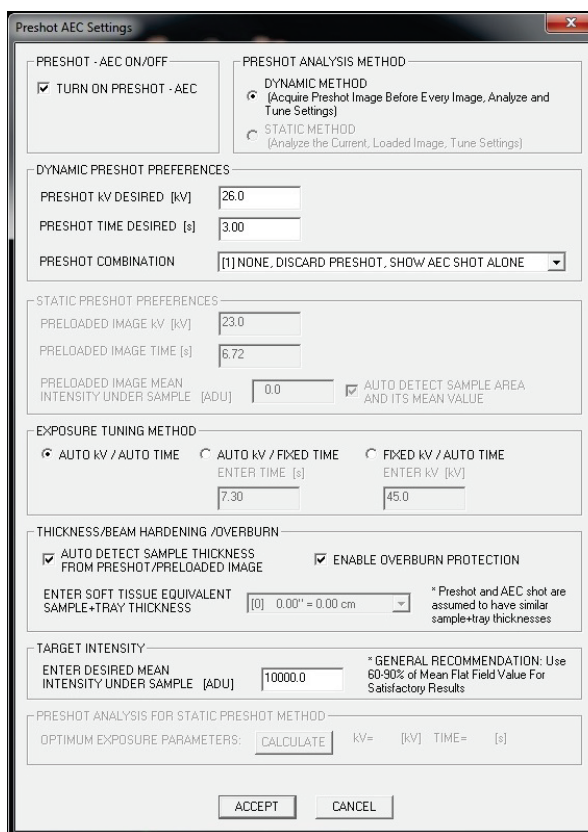 Preshot AEC Settings
x
PRESHOT - AEC ON/OFF
TURN ON PRESHOT - AEC
PRESHOT ANALYSIS METHOD
DYNAMIC METHOD
(Acquire Preshot Image Before Every Image, Analyze and
Tune Settings)
STATIC METHOD
(Analyze the Current, Loaded Image, Tune Settings)
DYNAMIC PRESHOT PREFERENCES
PRESHOT kV DESIRED [kV] 26.0
PRESHOT TIME DESIRED [s] 3.00
PRESHOT COMBINATION [1] NONE, DISCARD PRESHOT, SHOW AEC SHOT ALONE
STATIC PRESHOT PREFERENCES
PRELOADED IMAGE kV [kV] 23.0
PRELOADED IMAGE TIME [s] 6.72
PRELOADED IMAGE MEAN
INTENSITY UNDER SAMPLE [ADU] 0.0
AUTO DETECT SAMPLE AREA
AND ITS MEAN VALUE
EXPOSURE TUNING METHOD
AUTO kV / AUTO TIME
AUTO kV / FIXED TIME
ENTER TIME [s]
7.30
FIXED kV / AUTO TIME
ENTER kV [kV]
45.0
THICKNESS/BEAM HARDENING /OVERBURN
AUTO DETECT SAMPLE THICKNESS
FROM PRESHOT/PRELOADED IMAGE
ENABLE OVERBURN PROTECTION
ENTER SOFT TISSUE EQUIVALENT
SAMPLE+TRAY THICKNESS
[0] 0.00" = 0.00 cm
* Preshot and AEC shot are
assumed to have similar
sample+tray thicknesses
TARGET INTENSITY
ENTER DESIRED MEAN
INTENSITY UNDER SAMPLE [ADU] 10000.0
* GENERAL RECOMMENDATION: Use
60-90% of Mean Flat Field Value For
Satisfactory Results
PRESHOT ANALYSIS FOR STATIC PRESHOT METHOD
OPTIMUM EXPOSURE PARAMETERS: CALCULATE kV= [kV] TIME= [s]
ACCEPT CANCEL